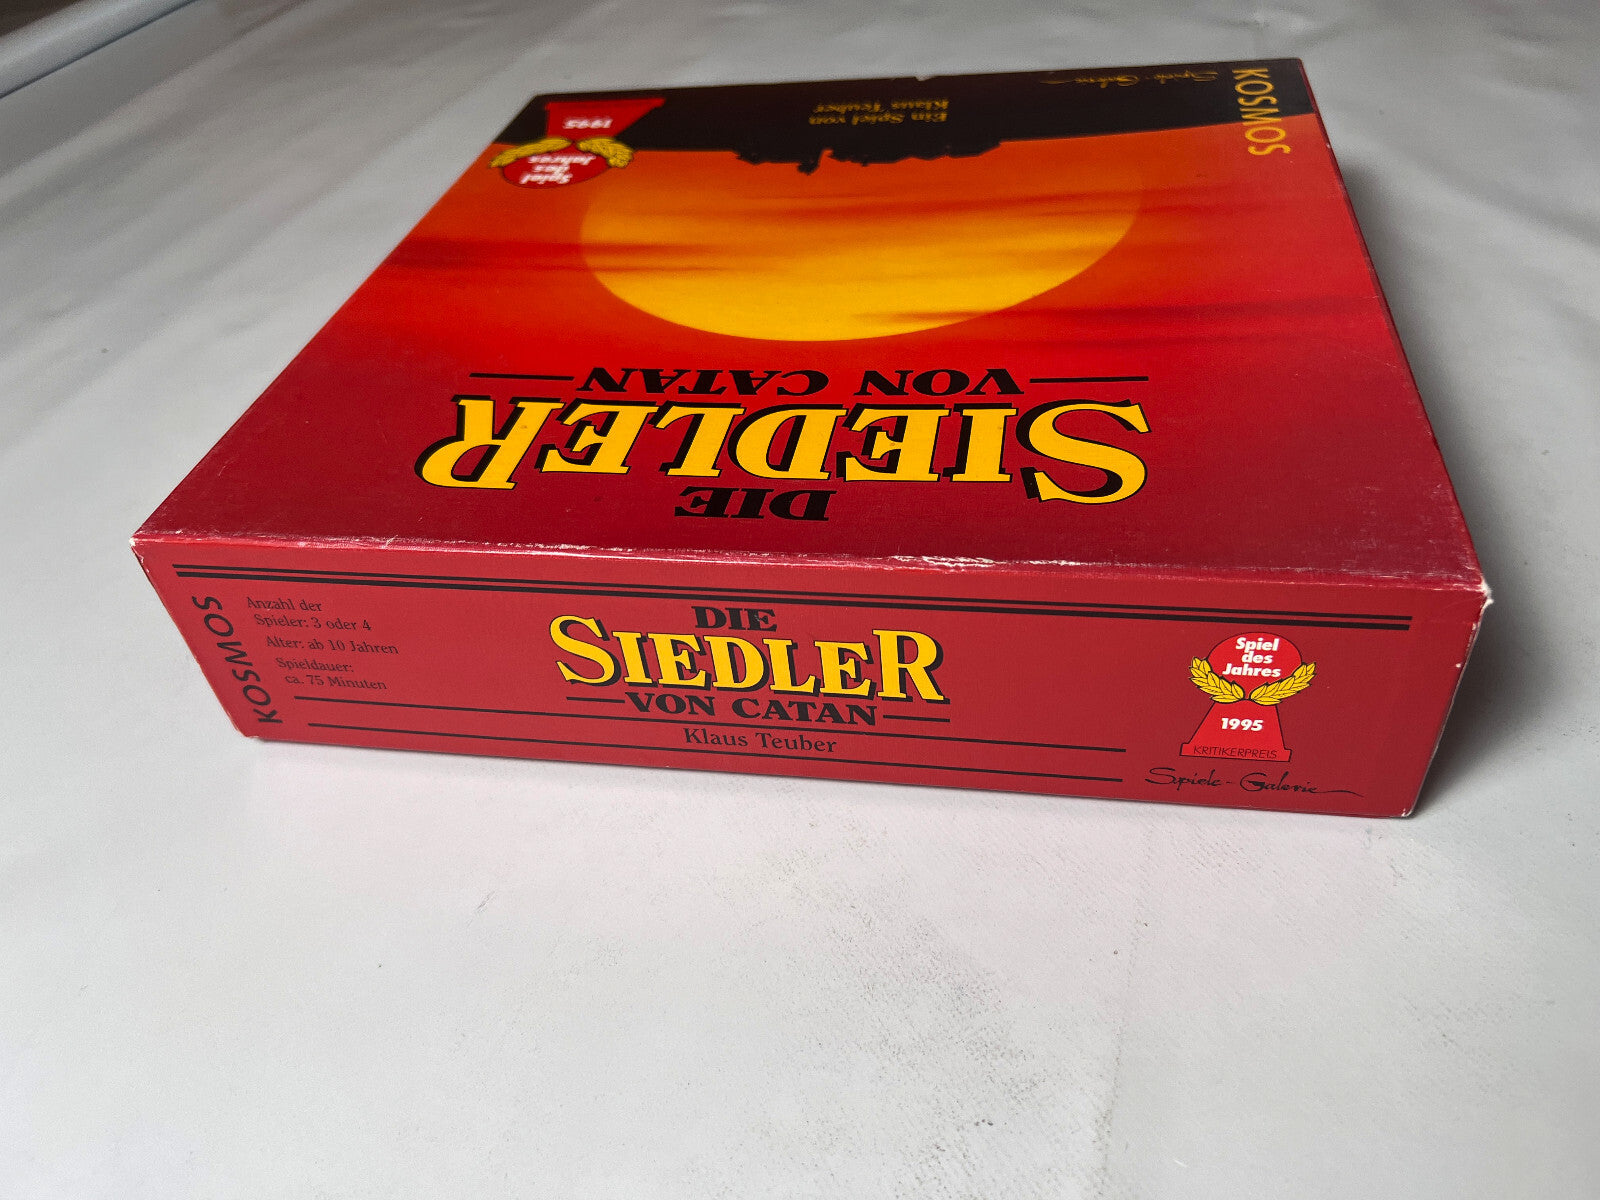 KOSMOS
Spiele-Galerie
Ein Spiel von
Klaus Teuber
1995
Spiel
des
Jahres
DIE
SIEDLER
VON CATAN
KOSMOS
Anzahl der
Spieler: 3 oder 4
Alter: ab 10 Jahren
Spieldauer:
ca. 75 Minuten
DIE
SIEDLER
VON CATAN
Klaus Teuber
Spiel
des
Jahres
1995
KRITIKERPREIS
Spiele-Galerie